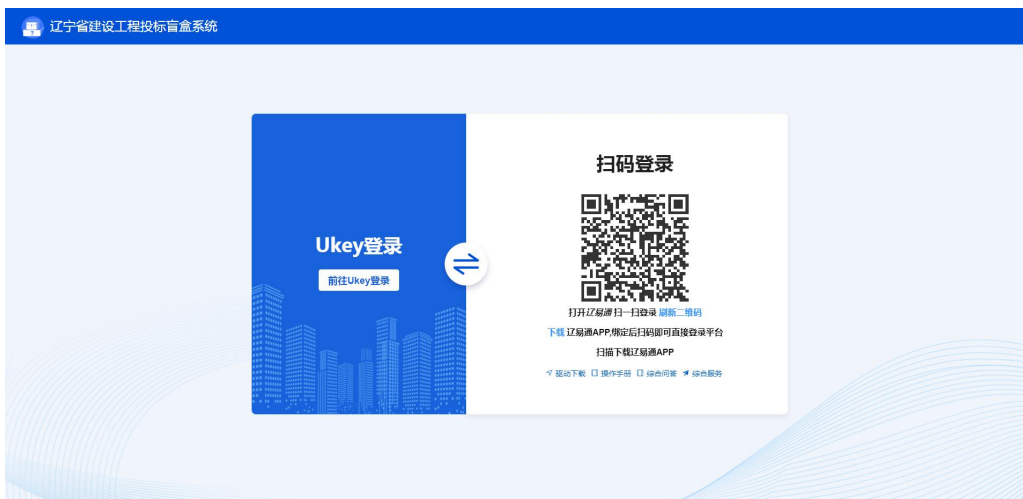 辽宁省建设工程投标盲盒系统
扫码登录
Ukey登录
前往Ukey登录
打开辽易通扫一扫登录 刷新二维码
下载 辽易通APP,绑定后扫码即可直接登录平台
扫描下载辽易通APP
驱动下载 操作手册 综合问答 综合服务